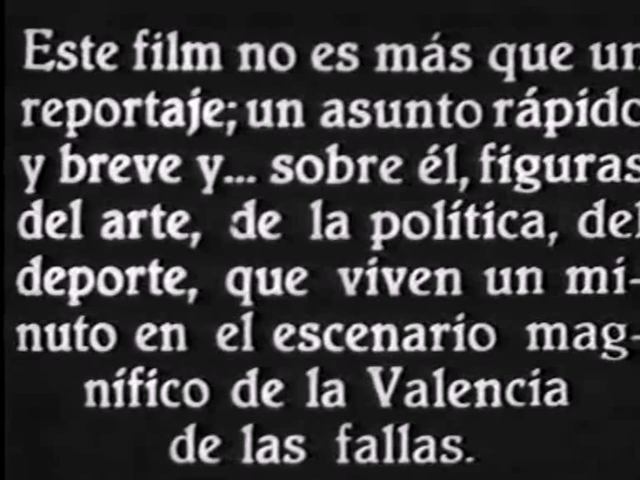 Este film no es más que un
reportaje; un asunto rápido
y breve y... sobre él, figuras
del arte, de la política, del
deporte, que viven un mi-
nuto en el escenario mag-
nífico de la Valencia
de las fallas.